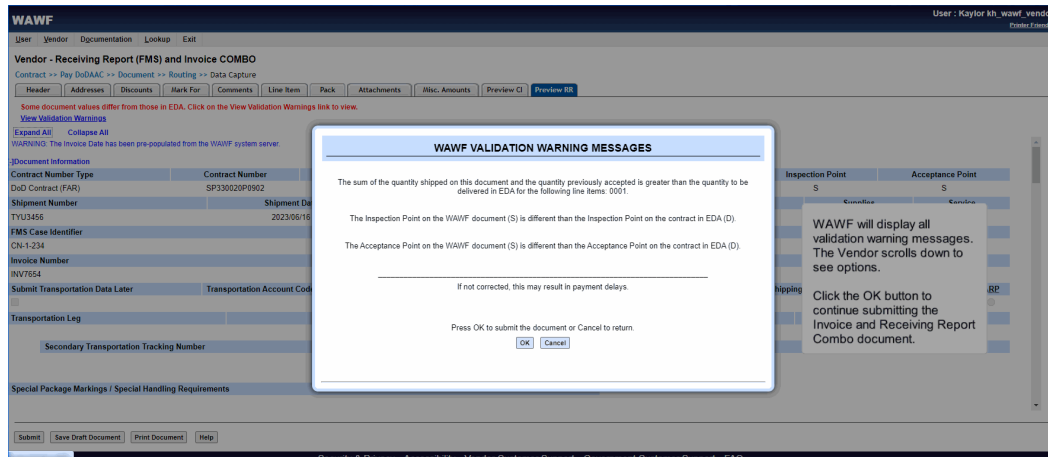 WAWF
User : Kaylor kh_wawf_vendo
Printer Friend
User Vendor Documentation Lookup Exit
Vendor - Receiving Report (FMS) and Invoice COMBO
Contract >> Pay DoDAAC >> Document >> Routing >> Data Capture
Header Addresses Discounts Mark For Comments Line Item Pack Attachments Misc. Amounts Preview CI Preview RR
Some document values differ from those in EDA. Click on the View Validation Warnings link to view.
View Validation Warnings
Expand All Collapse All
WARNING: The Invoice Date has been pre-populated from the WAWF system server.
-]Document Information
Contract Number Type Contract Number Inspection Point Acceptance Point
DoD Contract (FAR) SP330020P0902 S S
Shipment Number Shipment Da Supplies Service
TYU3456 2023/06/16
FMS Case Identifier
CN-1-234
Invoice Number
INV7654
Submit Transportation Data Later Transportation Account Code hipping RP
Transportation Leg
Secondary Transportation Tracking Number
Special Package Markings / Special Handling Requirements
WAWF VALIDATION WARNING MESSAGES
The sum of the quantity shipped on this document and the quantity previously accepted is greater than the quantity to be
delivered in EDA for the following line items: 0001.
The Inspection Point on the WAWF document (S) is different than the Inspection Point on the contract in EDA (D).
The Acceptance Point on the WAWF document (S) is different than the Acceptance Point on the contract in EDA (D).
If not corrected, this may result in payment delays.
Press OK to submit the document or Cancel to return.
OK Cancel
WAWF will display all
validation warning messages.
The Vendor scrolls down to
see options.
Click the OK button to
continue submitting the
Invoice and Receiving Report
Combo document.
Submit Save Draft Document Print Document Help